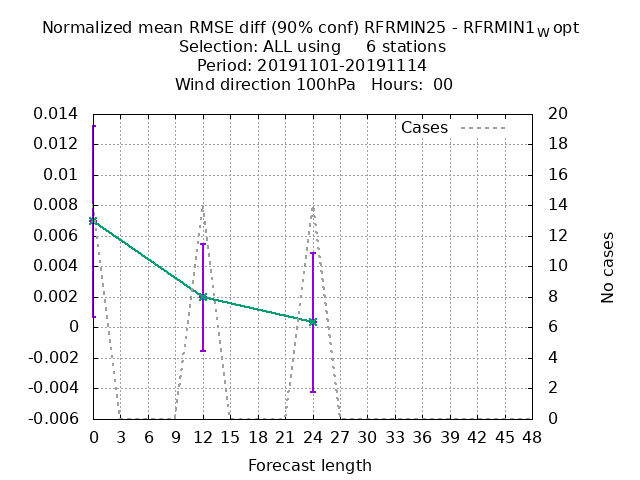 Normalized mean RMSE diff (90% conf) RFRMIN25 - RFRMIN1W opt
Selection: ALL using     6 stations
Period: 20191101-20191114
Wind direction 100hPa   Hours:  00
0.014
0.012
0.01
0.008
0.006
0.004
0.002
0
-0.002
-0.004
-0.006
Cases
20
18
16
14
12
10
8
6
4
2
0
No cases
0 3 6 9 12 15 18 21 24 27 30 33 36 39 42 45 48
Forecast length